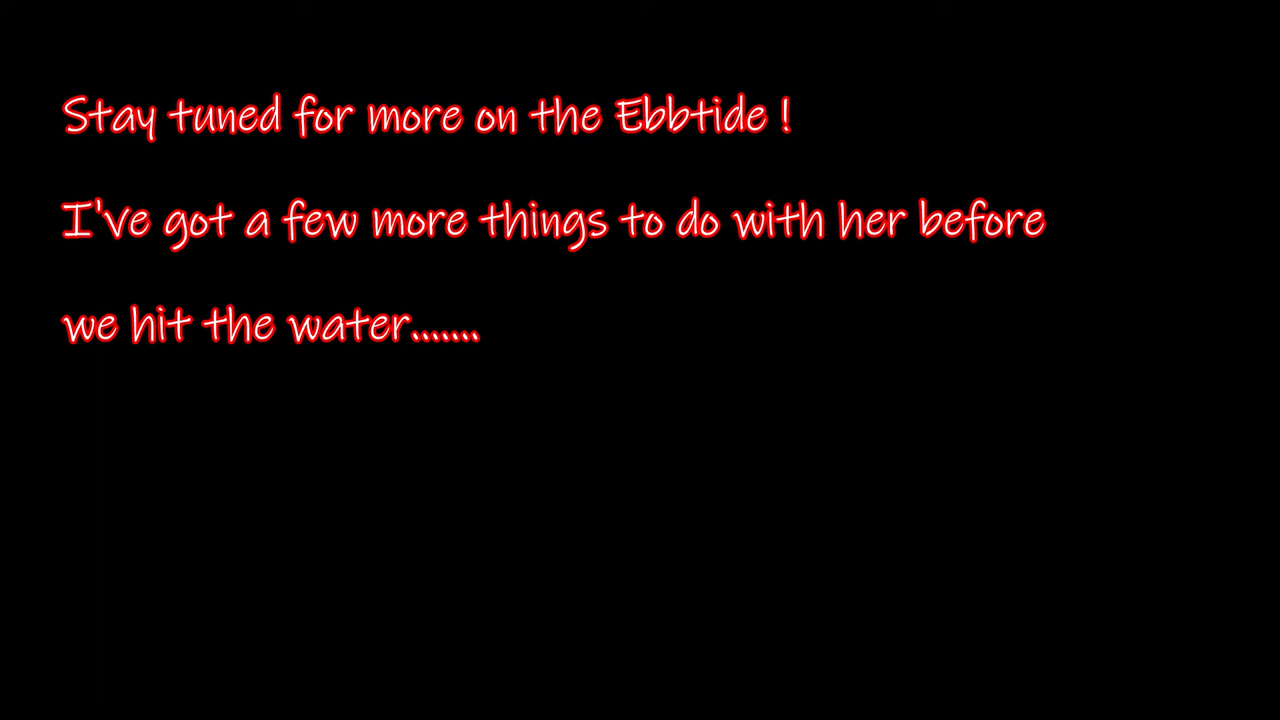 Stay tuned for more on the Ebbtide !
I've got a few more things to do with her before
we hit the water.......